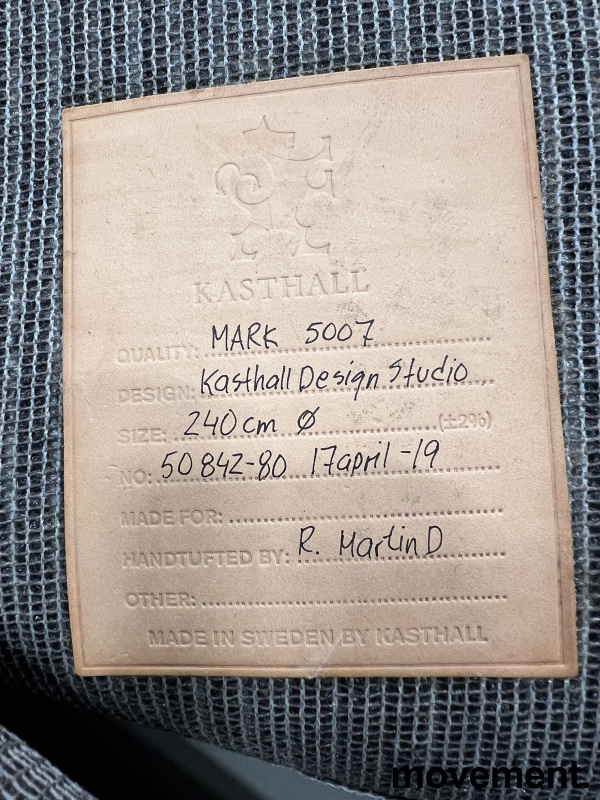 KASTHALL
QUALITY: MARK 5007
DESIGN: Kasthall Design Studio
SIZE: 240cm Ø (±2%)
NO: 50842-80 17april-19
MADE FOR:
HANDTUFTED BY: R. Martin D
OTHER:
MADE IN SWEDEN BY KASTHALL
movement.